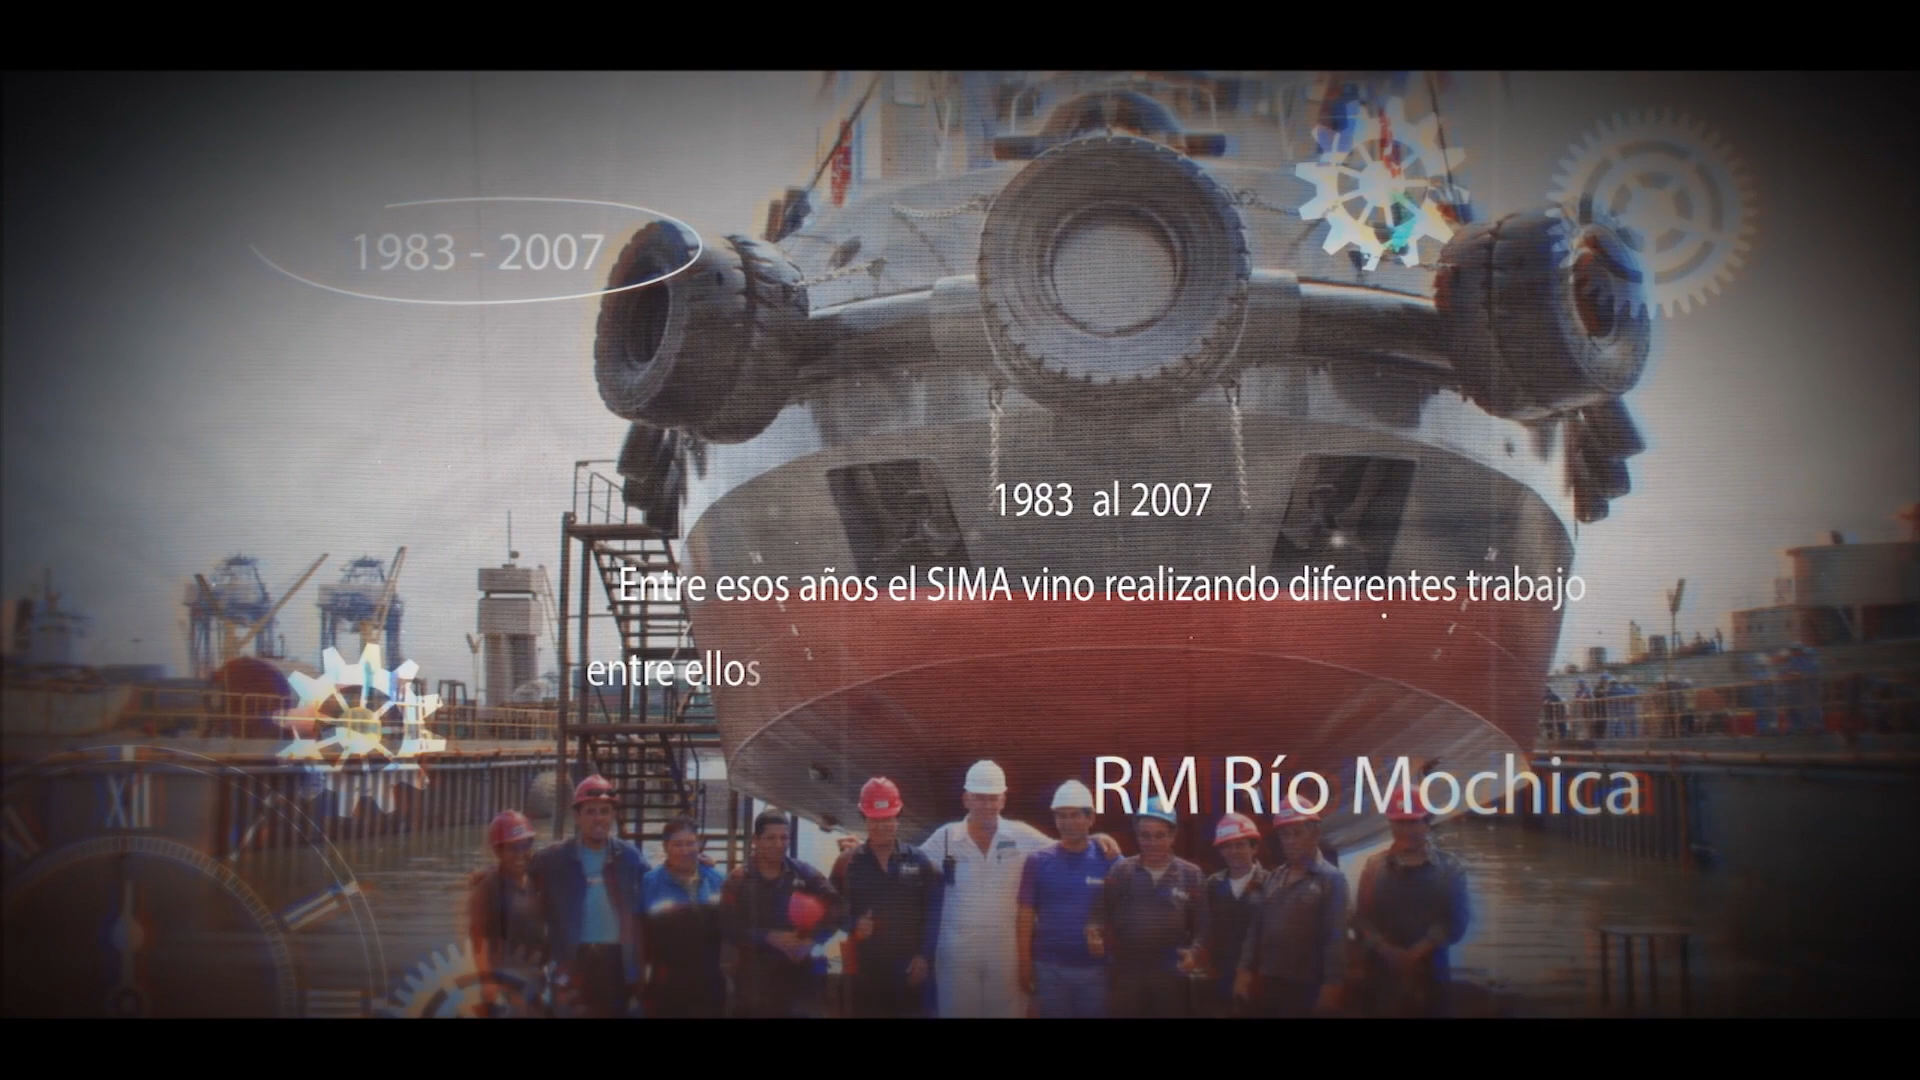 1983 - 2007
1983 al 2007
Entre esos años el SIMA vino realizando diferentes trabajo
entre ellos
RM Río Mochica
XII